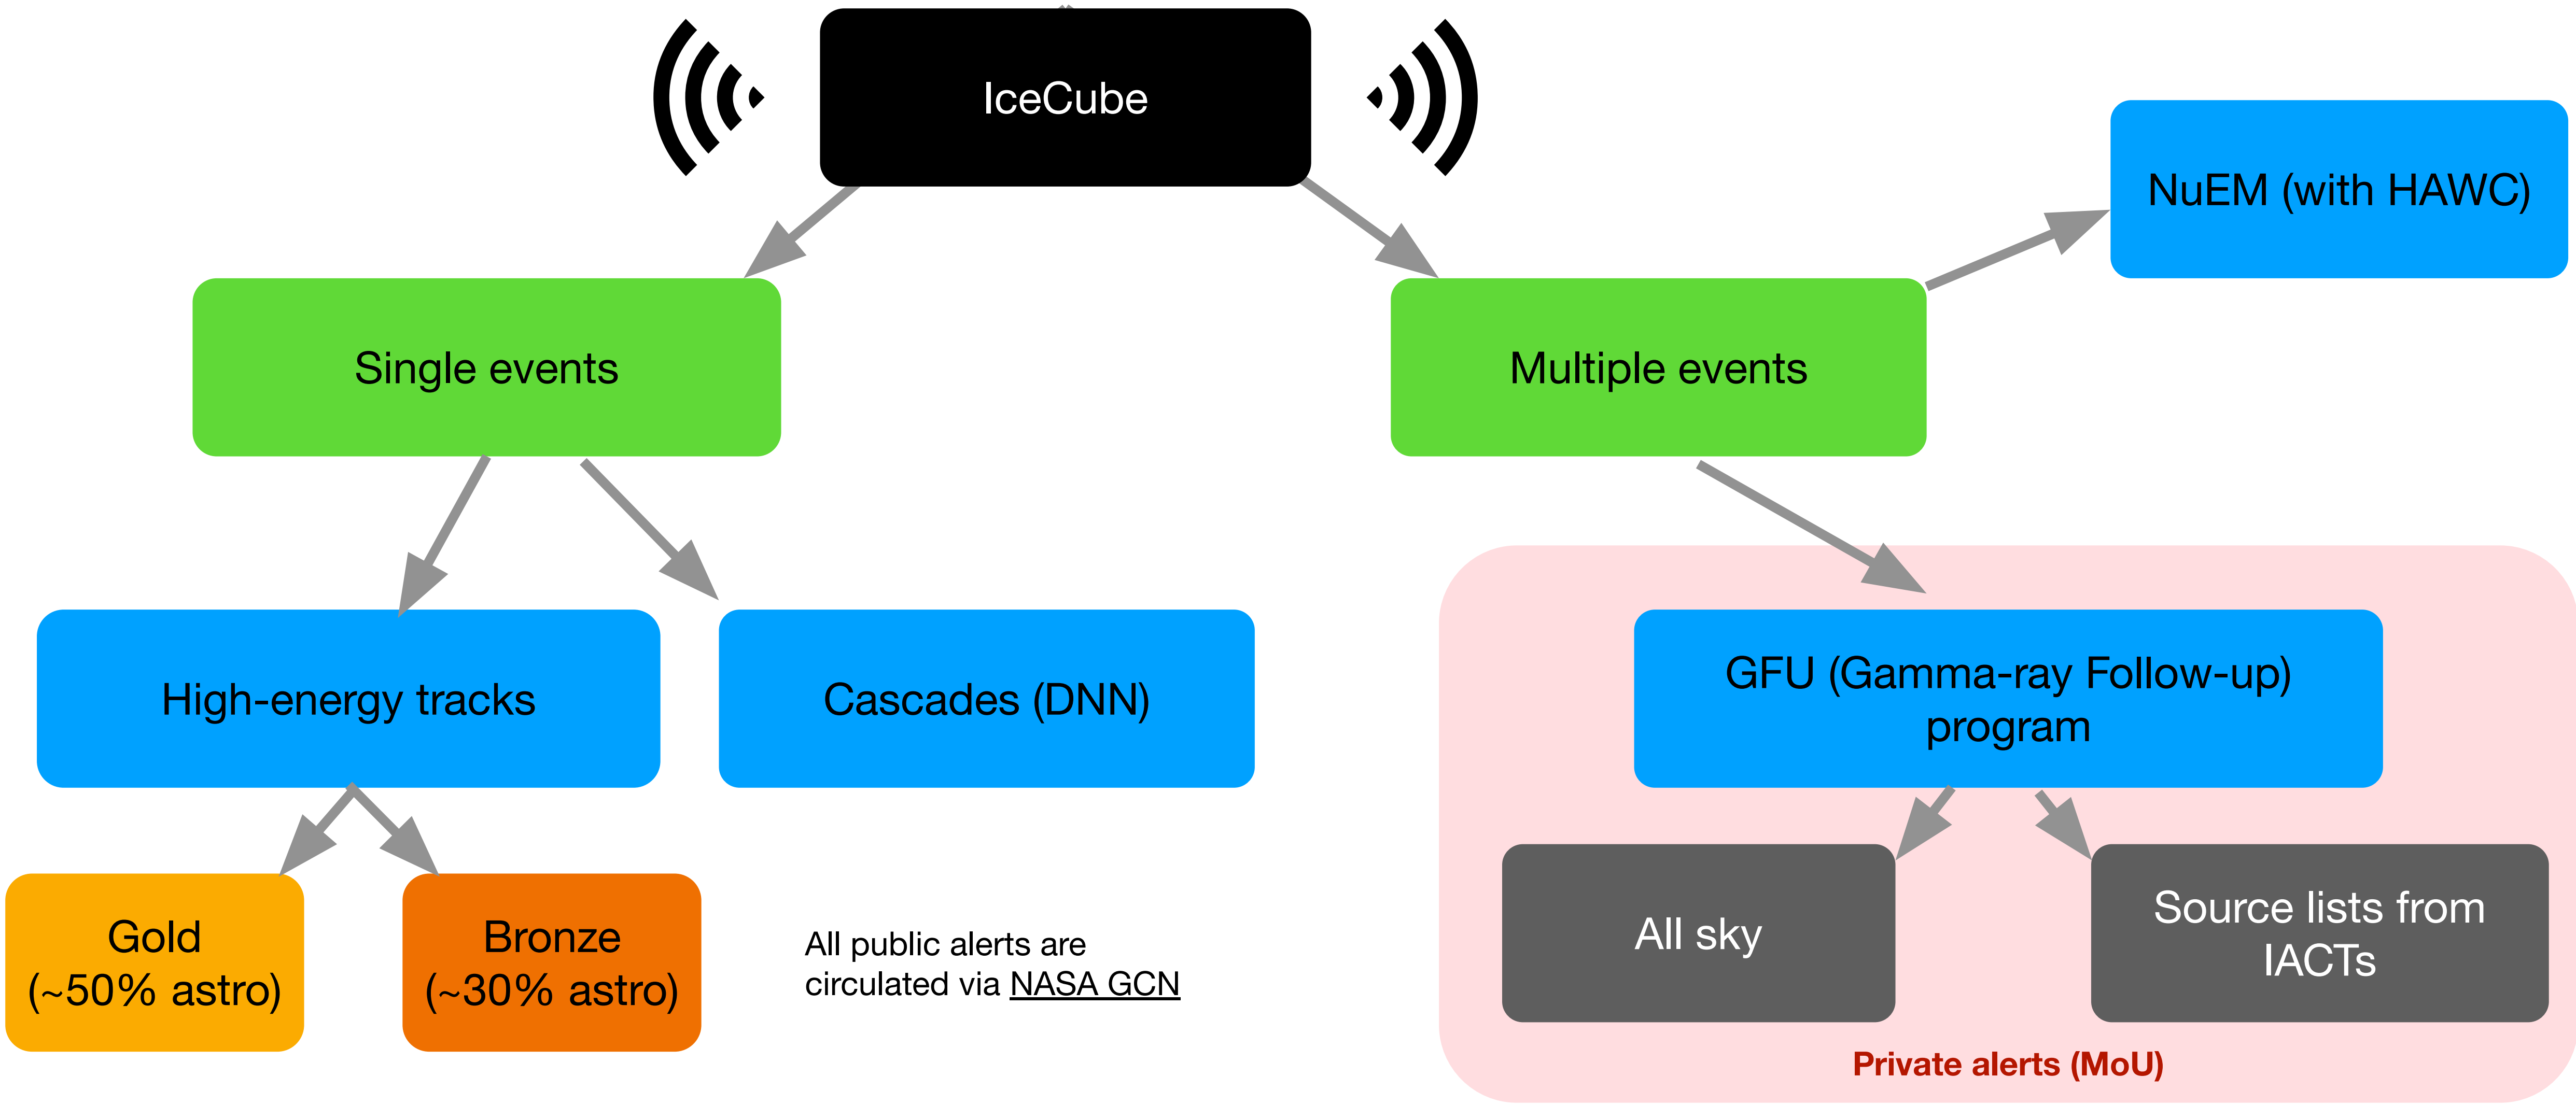 IceCube
NuEM (with HAWC)
Single events
Multiple events
High-energy tracks
Cascades (DNN)
GFU (Gamma-ray Follow-up)
program
Gold
(~50% astro)
Bronze
(~30% astro)
All public alerts are
circulated via NASA GCN
All sky
Source lists from
IACTs
Private alerts (MoU)